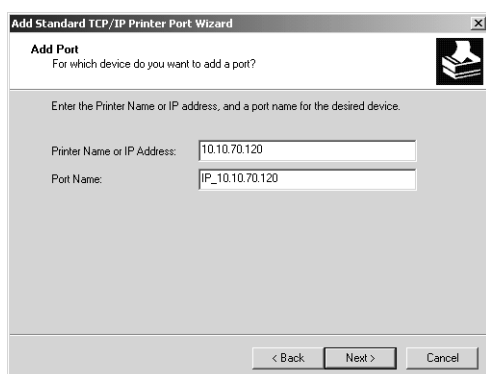 Add Standard TCP/IP Printer Port Wizard
Add Port
For which device do you want to add a port?
Enter the Printer Name or IP address, and a port name for the desired device.
Printer Name or IP Address: 10.10.70.120
Port Name: IP_10.10.70.120
< Back Next > Cancel